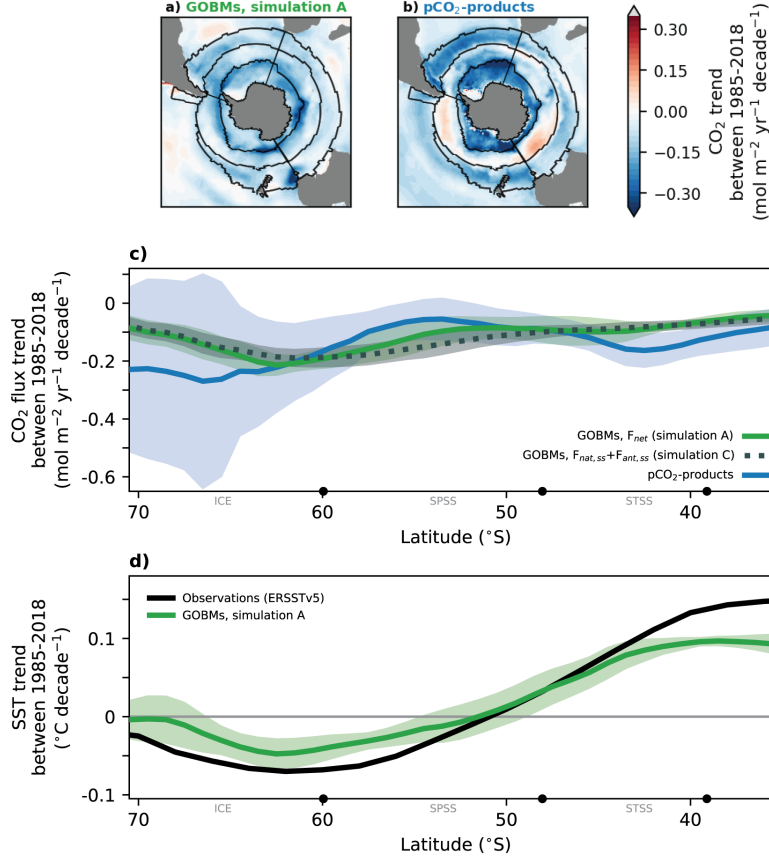 a) GOBMs, simulation A
b) pCO₂-products
0.30
0.15
0.00
−0.15
−0.30
CO₂ trend
between 1985-2018
(mol m⁻² yr⁻¹ decade⁻¹)
c)
0
-0.2
-0.4
-0.6
CO₂ flux trend
between 1985-2018
(mol m⁻² yr⁻¹ decade⁻¹)
GOBMs, Fnet (simulation A)
GOBMs, Fnat,ss+Fant,ss (simulation C)
pCO₂-products
70
60
50
40
ICE
SPSS
STSS
Latitude (°S)
d)
Observations (ERSSTv5)
GOBMs, simulation A
0.1
0
-0.1
SST trend
between 1985-2018
(°C decade⁻¹)
70
60
50
40
ICE
SPSS
STSS
Latitude (°S)